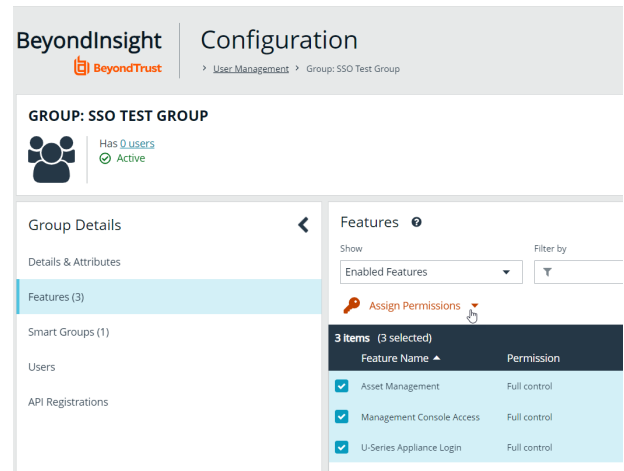 BeyondInsight
BeyondTrust
Configuration
> User Management > Group: SSO Test Group
GROUP: SSO TEST GROUP
Has 0 users
Active
Group Details
Details & Attributes
Features (3)
Smart Groups (1)
Users
API Registrations
Features ?
Show
Filter by
Enabled Features
Assign Permissions
3 items (3 selected)
Feature Name Permission
Asset Management Full control
Management Console Access Full control
U-Series Appliance Login Full control